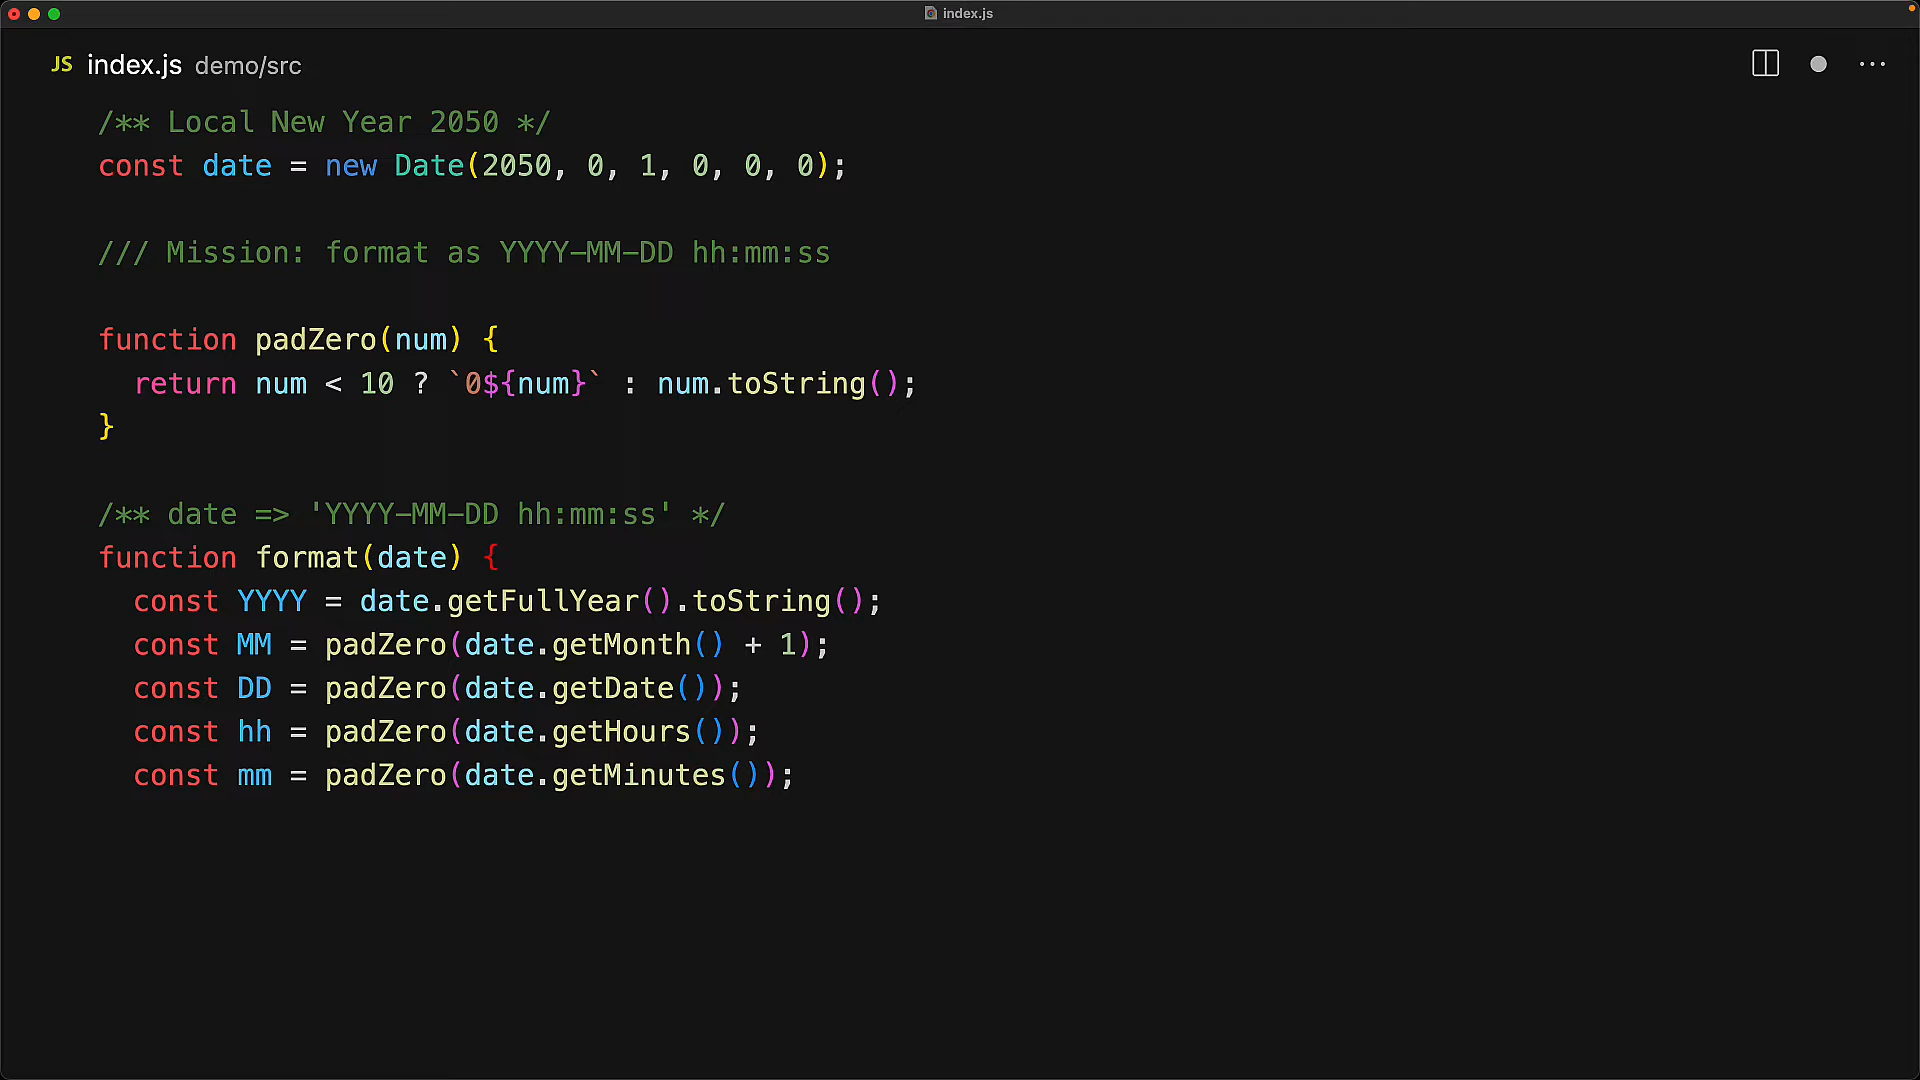 index.js
JS index.js demo/src
/** Local New Year 2050 */
const date = new Date(2050, 0, 1, 0, 0, 0);
/// Mission: format as YYYY-MM-DD hh:mm:ss
function padZero(num) {
  return num < 10 ? `0${num}` : num.toString();
}
/** date => 'YYYY-MM-DD hh:mm:ss' */
function format(date) {
  const YYYY = date.getFullYear().toString();
  const MM = padZero(date.getMonth() + 1);
  const DD = padZero(date.getDate());
  const hh = padZero(date.getHours());
  const mm = padZero(date.getMinutes());